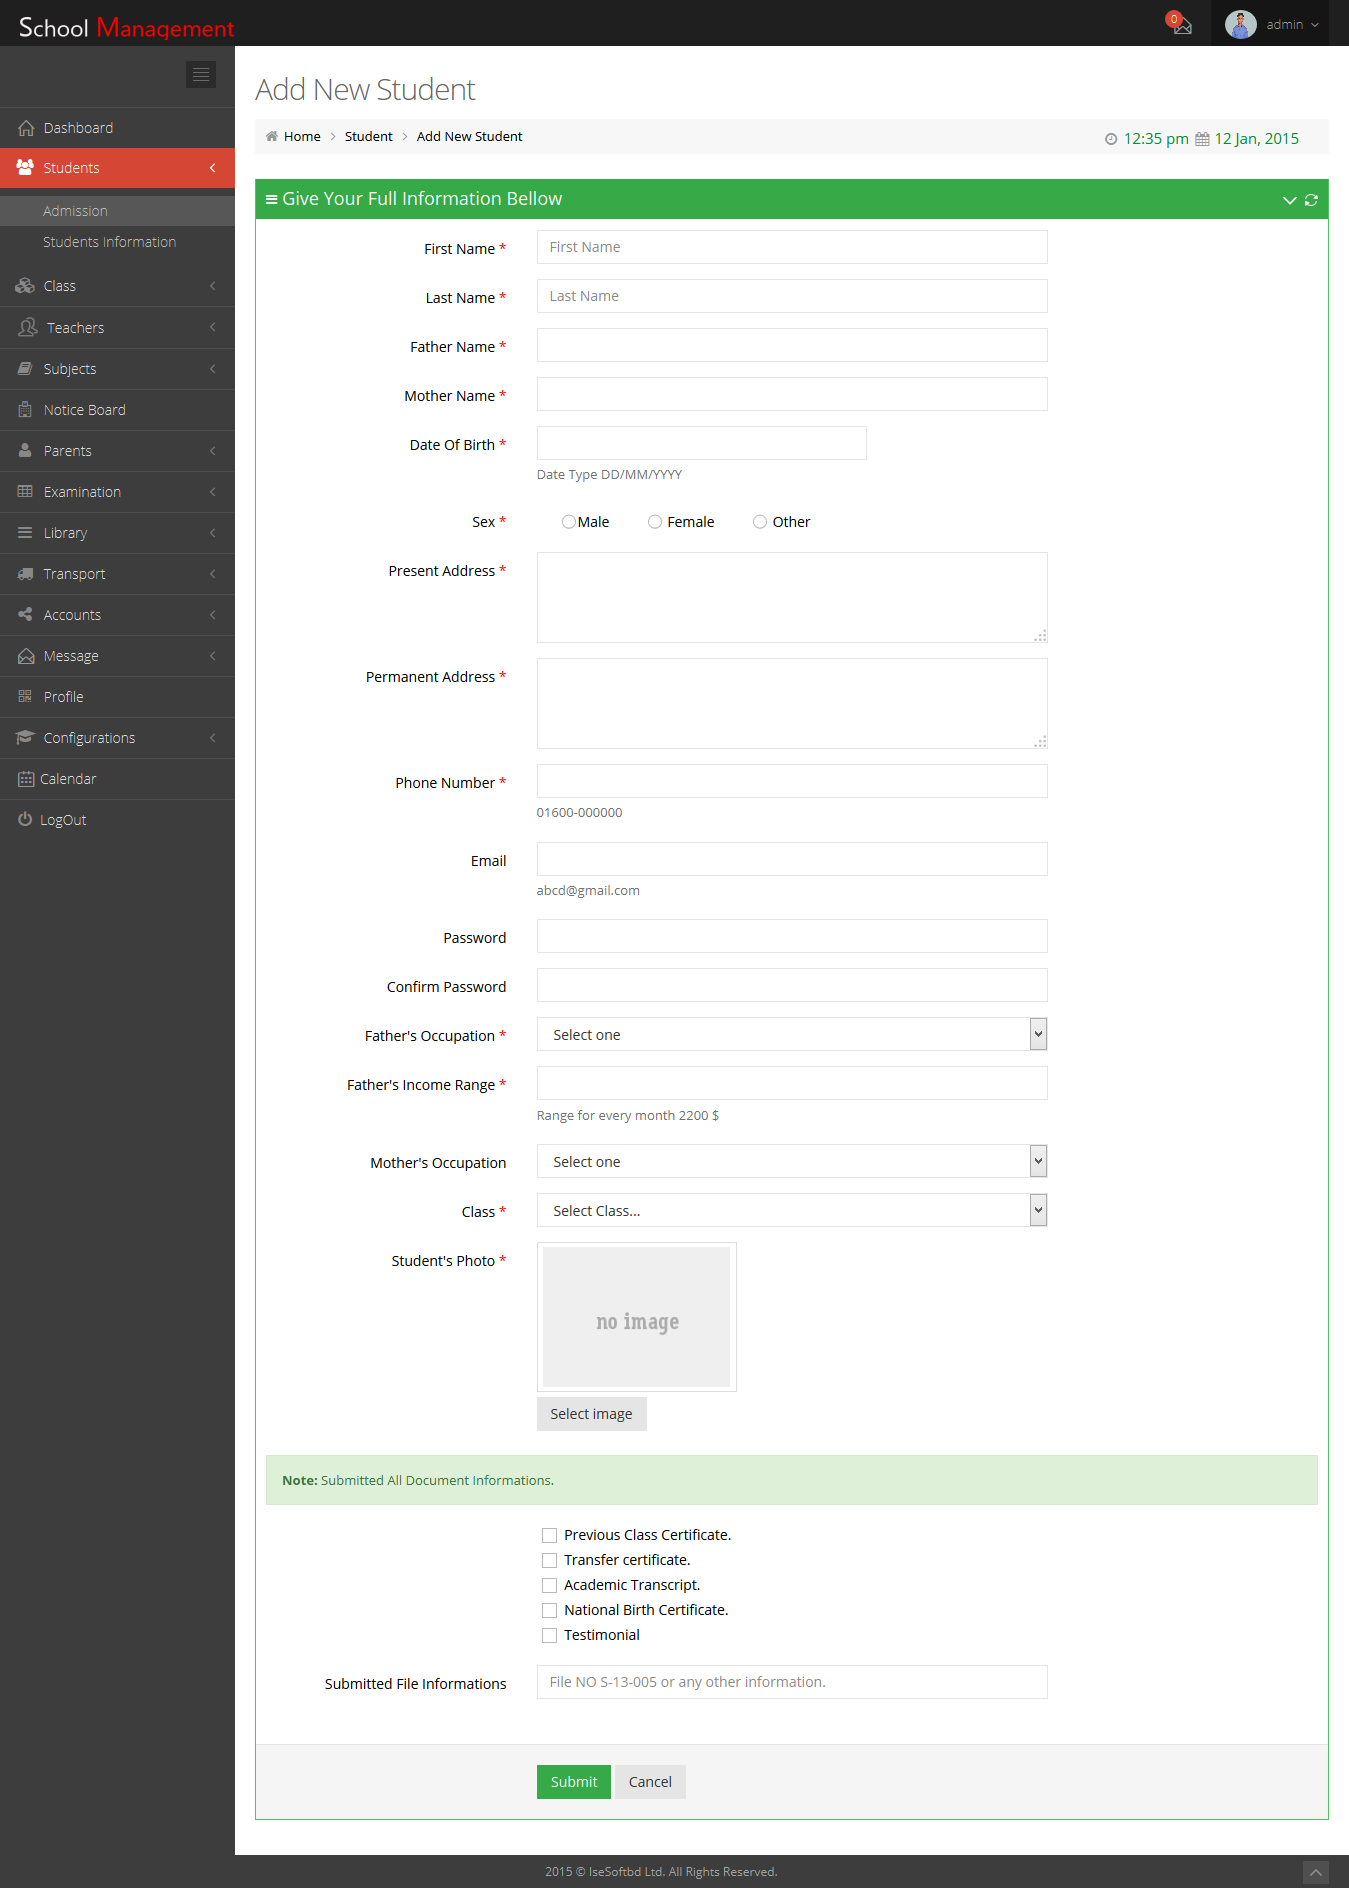 School Management
0
admin
Dashboard
Students
Admission
Students Information
Class
Teachers
Subjects
Notice Board
Parents
Examination
Library
Transport
Accounts
Message
Profile
Configurations
Calendar
LogOut
Add New Student
Home > Student > Add New Student
12:35 pm 12 Jan, 2015
Give Your Full Information Bellow
First Name * First Name
Last Name * Last Name
Father Name *
Mother Name *
Date Of Birth *
Date Type DD/MM/YYYY
Sex * Male Female Other
Present Address *
Permanent Address *
Phone Number *
01600-000000
Email
abcd@gmail.com
Password
Confirm Password
Father's Occupation * Select one
Father's Income Range *
Range for every month 2200 $
Mother's Occupation Select one
Class * Select Class...
Student's Photo *
no image
Select image
Note: Submitted All Document Informations.
Previous Class Certificate.
Transfer certificate.
Academic Transcript.
National Birth Certificate.
Testimonial
Submitted File Informations File NO S-13-005 or any other information.
Submit Cancel
2015 © IseSoftbd Ltd. All Rights Reserved.